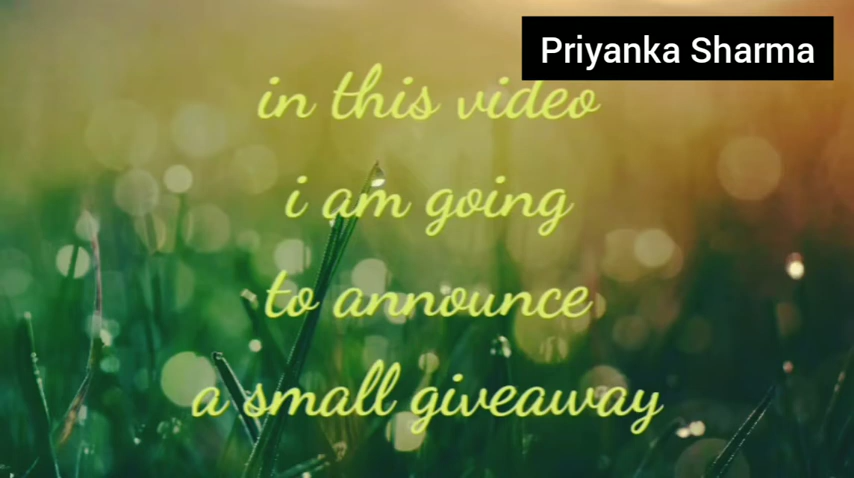 Priyanka Sharma
in this video
i am going
to announce
a small giveaway